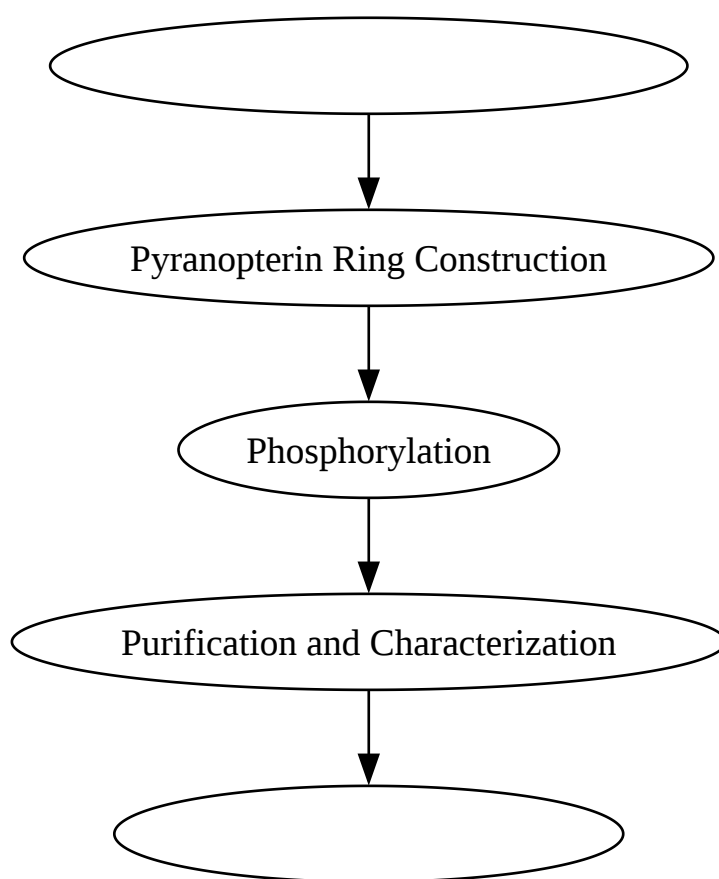 Pyranopterin Ring Construction
Phosphorylation
Purification and Characterization